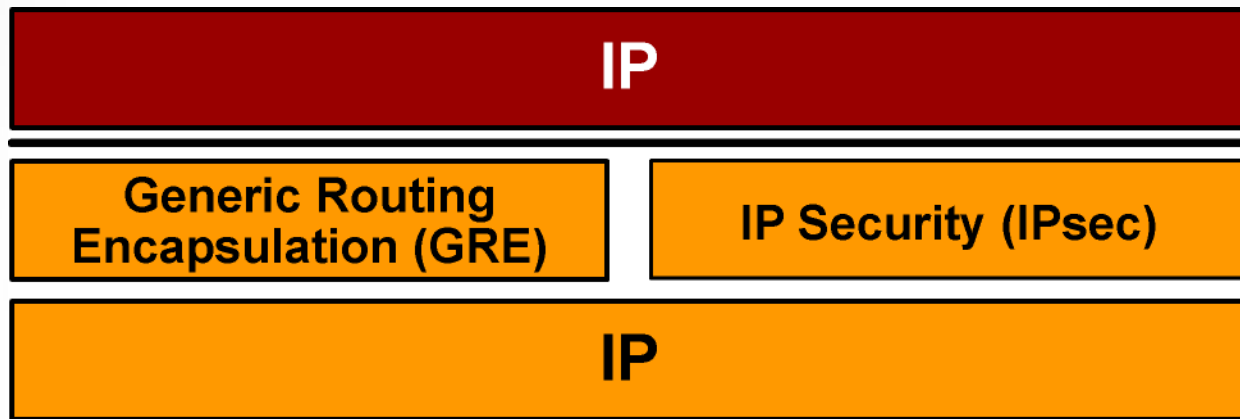 IP
Generic Routing
Encapsulation (GRE)
IP Security (IPsec)
IP